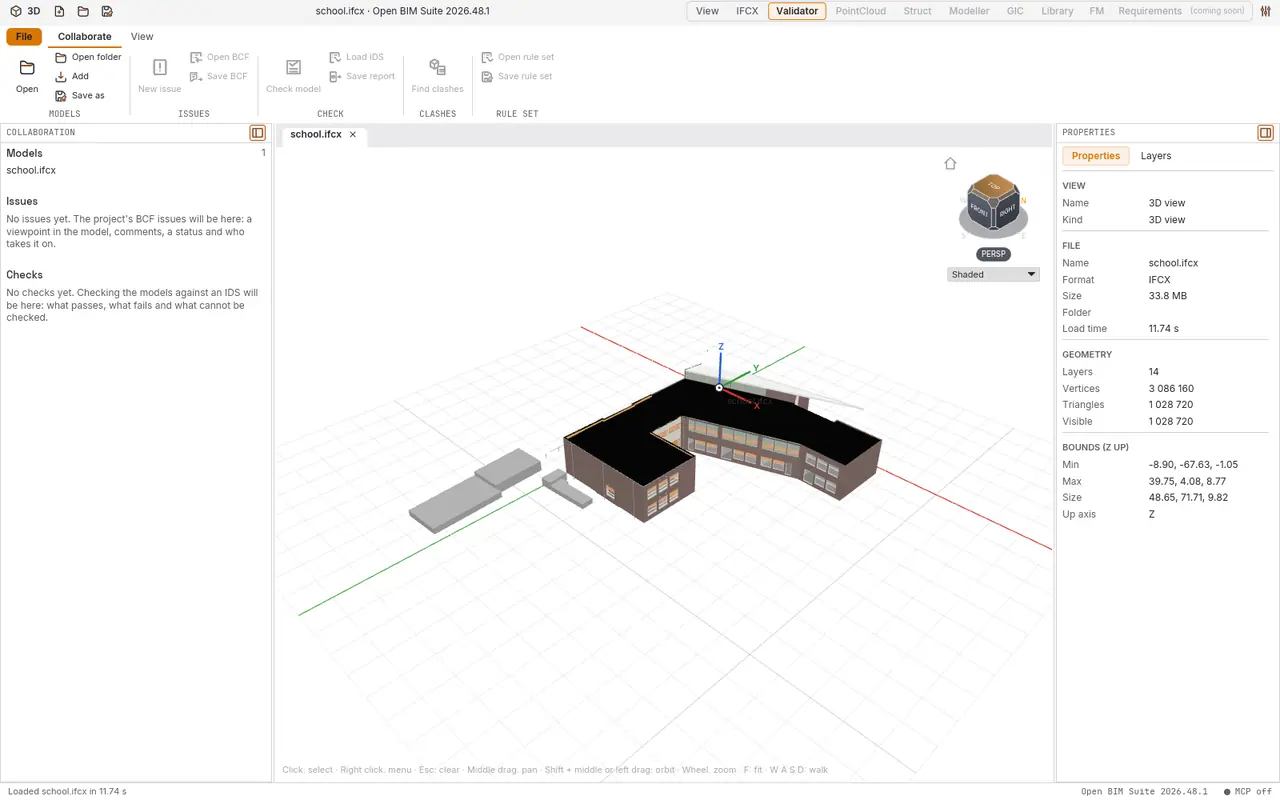 3D school.ifcx · Open BIM Suite 2026.48.1 View IFCX Validator PointCloud Struct Modeller GIC Library FM Requirements (coming soon)
File Collaborate View
Open
Open folder
Add
Save as
MODELS
New issue
Open BCF
Save BCF
ISSUES
Check model
Load IDS
Save report
CHECK
Find clashes
CLASHES
Open rule set
Save rule set
RULE SET
COLLABORATION
Models 1
school.ifcx
Issues
No issues yet. The project's BCF issues will be here: a
viewpoint in the model, comments, a status and who
takes it on.
Checks
No checks yet. Checking the models against an IDS will
be here: what passes, what fails and what cannot be
checked.
school.ifcx ✕
TOP
FRONT
RIGHT
W N
S E
PERSP
Shaded
Z
Y
X
school.ifcx
Click: select · Right click: menu · Esc: clear · Middle drag: pan · Shift + middle or left drag: orbit · Wheel: zoom · F: fit · W A S D: walk
PROPERTIES
Properties Layers
VIEW
Name 3D view
Kind 3D view
FILE
Name school.ifcx
Format IFCX
Size 33.8 MB
Folder
Load time 11.74 s
GEOMETRY
Layers 14
Vertices 3 086 160
Triangles 1 028 720
Visible 1 028 720
BOUNDS (Z UP)
Min -8.90, -67.63, -1.05
Max 39.75, 4.08, 8.77
Size 48.65, 71.71, 9.82
Up axis Z
Loaded school.ifcx in 11.74 s
Open BIM Suite 2026.48.1 ● MCP off